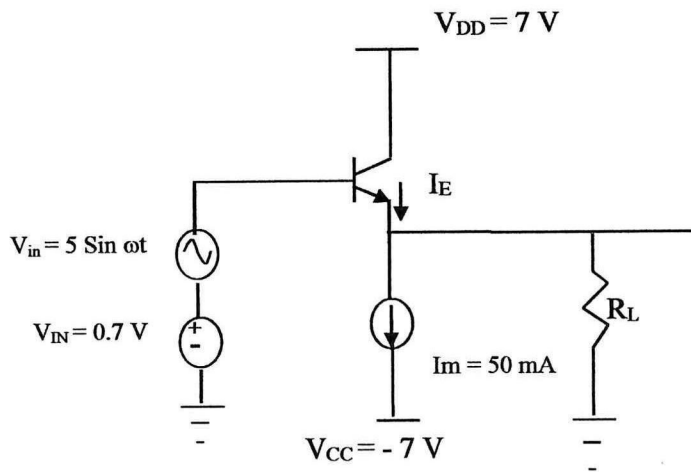 V_DD = 7 V
I_E
V_in = 5 Sin ωt
V_IN = 0.7 V
+
-
R_L
Im = 50 mA
V_CC = - 7 V